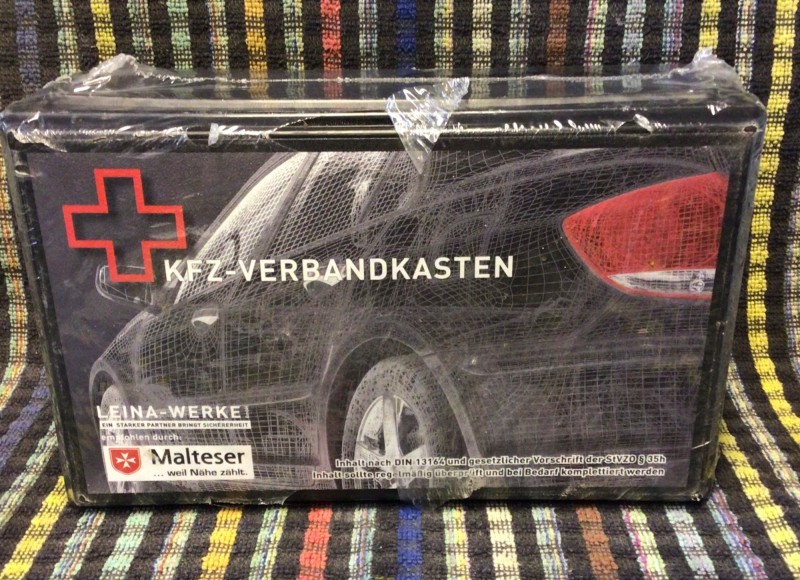 KFZ-VERBANDKASTEN
LEINA-WERKE
EIN STARKER PARTNER BRINGT SICHERHEIT
empfohlen durch:
Malteser
... weil Nähe zählt.
Inhalt nach DIN 13164 und gesetzlicher Vorschrift der StVZO § 35h
Inhalt sollte regelmäßig überprüft und bei Bedarf komplettiert werden